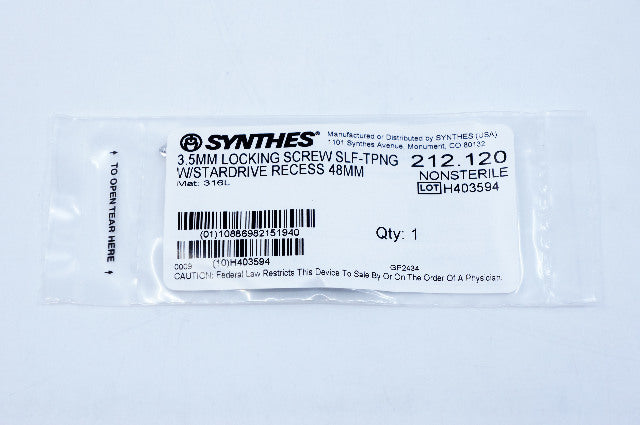 SYNTHES®
Manufactured or Distributed by SYNTHES (USA)
1101 Synthes Avenue, Monument, CO 80132
3.5MM LOCKING SCREW SLF-TPNG
W/STARDRIVE RECESS 48MM
Mat: 316L
212.120
NONSTERILE
LOT H403594
(01)10886982151940
Qty: 1
(10)H403594
0009
GP2434
CAUTION: Federal Law Restricts This Device To Sale By Or On The Order Of A Physician.
TO OPEN TEAR HERE